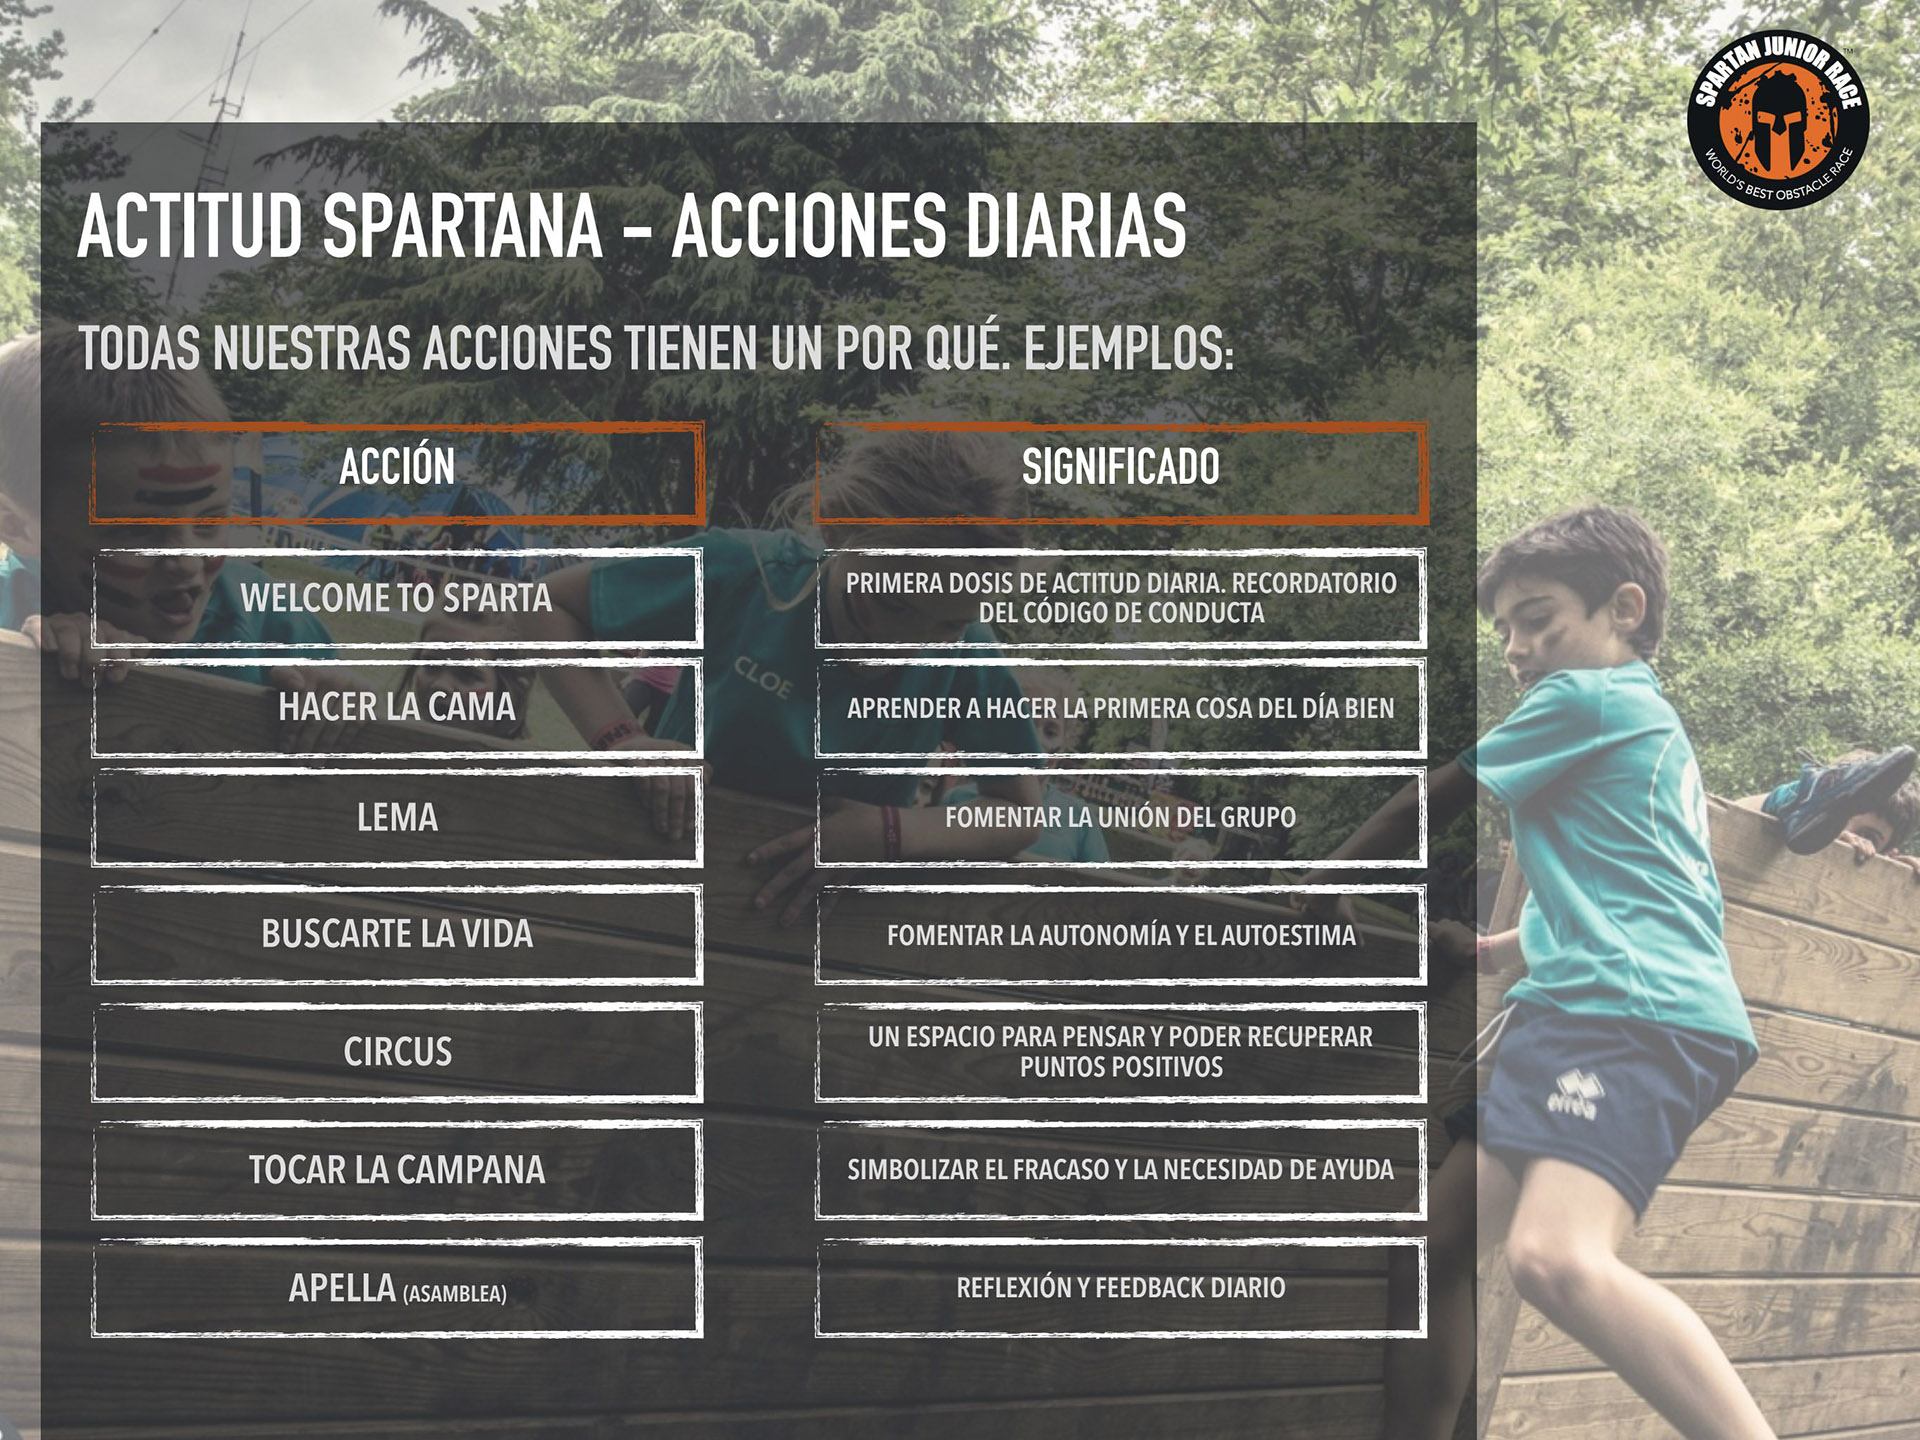 SPARTAN JUNIOR RACE™
WORLD'S BEST OBSTACLE RACE
ACTITUD SPARTANA - ACCIONES DIARIAS
TODAS NUESTRAS ACCIONES TIENEN UN POR QUÉ. EJEMPLOS:
ACCIÓN
SIGNIFICADO
WELCOME TO SPARTA
PRIMERA DOSIS DE ACTITUD DIARIA. RECORDATORIO
DEL CÓDIGO DE CONDUCTA
HACER LA CAMA
APRENDER A HACER LA PRIMERA COSA DEL DÍA BIEN
LEMA
FOMENTAR LA UNIÓN DEL GRUPO
BUSCARTE LA VIDA
FOMENTAR LA AUTONOMÍA Y EL AUTOESTIMA
CIRCUS
UN ESPACIO PARA PENSAR Y PODER RECUPERAR
PUNTOS POSITIVOS
TOCAR LA CAMPANA
SIMBOLIZAR EL FRACASO Y LA NECESIDAD DE AYUDA
APELLA (ASAMBLEA)
REFLEXIÓN Y FEEDBACK DIARIO
CLOE
erreà